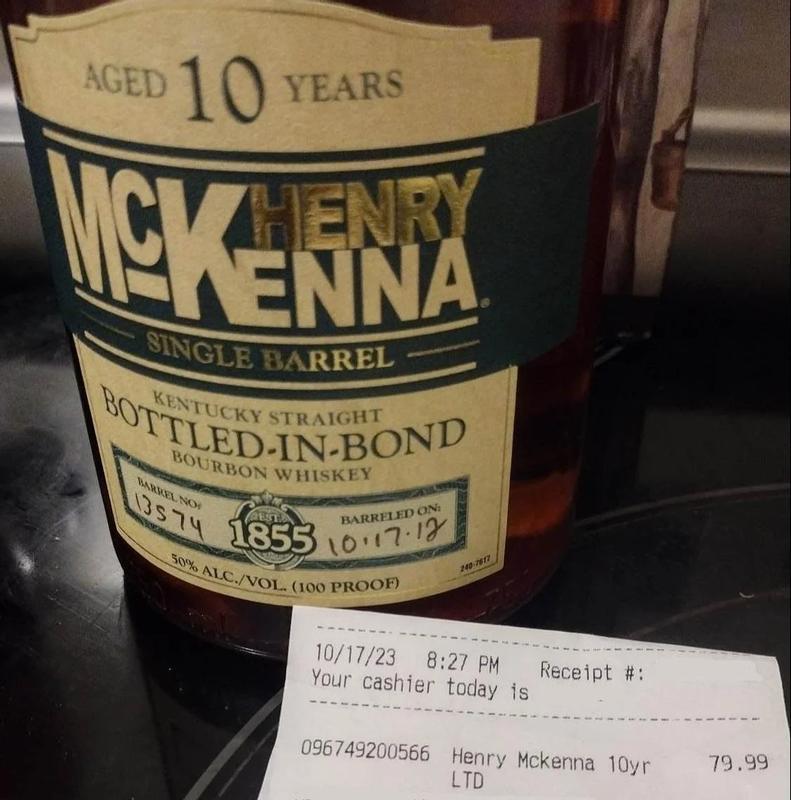 AGED 10 YEARS
HENRY
McKENNA®
SINGLE BARREL
KENTUCKY STRAIGHT
BOTTLED-IN-BOND
BOURBON WHISKEY
BARREL NO:
13574
EST.
1855
BARRELED ON:
10.17.12
50% ALC./VOL. (100 PROOF)
240-7617
10/17/23 8:27 PM Receipt #:
Your cashier today is
096749200566 Henry Mckenna 10yr 79.99
LTD